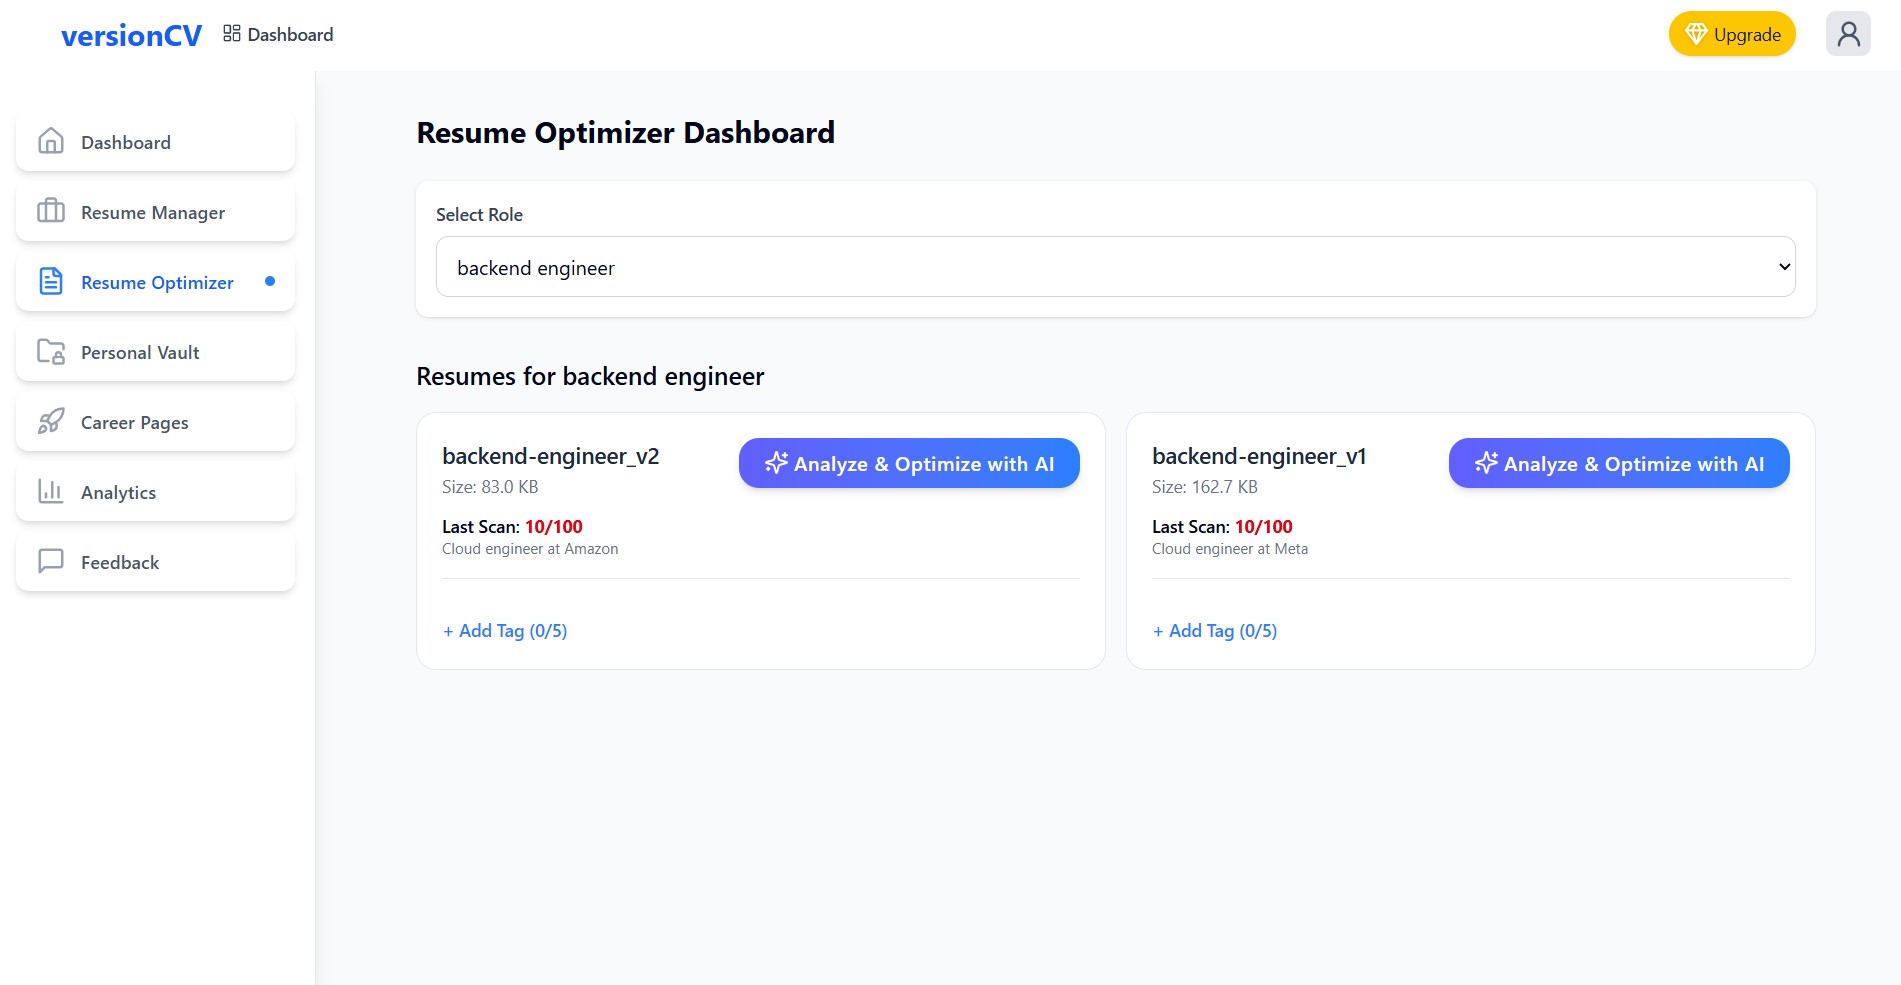 versionCV
Dashboard
Upgrade
Dashboard
Resume Manager
Resume Optimizer
Personal Vault
Career Pages
Analytics
Feedback
Resume Optimizer Dashboard
Select Role
backend engineer
Resumes for backend engineer
backend-engineer_v2
Analyze & Optimize with AI
Size: 83.0 KB
Last Scan: 10/100
Cloud engineer at Amazon
+ Add Tag (0/5)
backend-engineer_v1
Analyze & Optimize with AI
Size: 162.7 KB
Last Scan: 10/100
Cloud engineer at Meta
+ Add Tag (0/5)